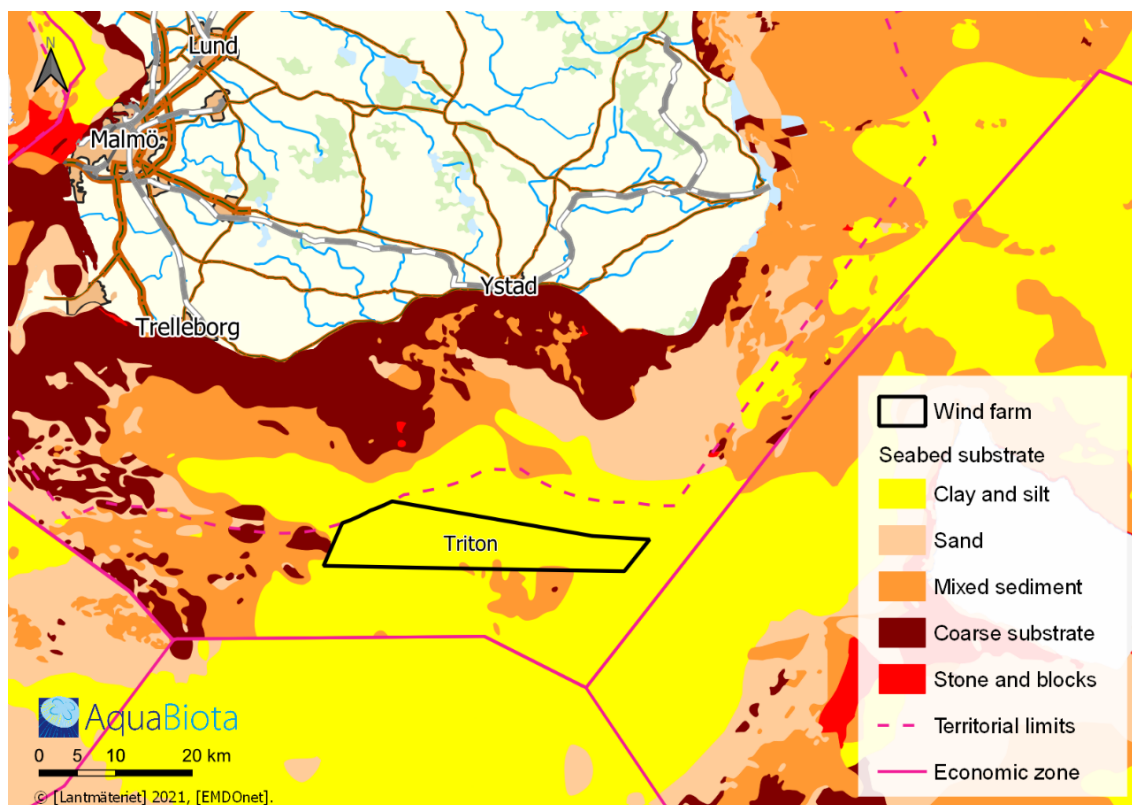 N
Lund
Malmö
Ystad
Trelleborg
Triton
Wind farm
Seabed substrate
Clay and silt
Sand
Mixed sediment
Coarse substrate
Stone and blocks
Territorial limits
Economic zone
AquaBiota
0 5 10 20 km
© [Lantmäteriet] 2021, [EMDOnet].